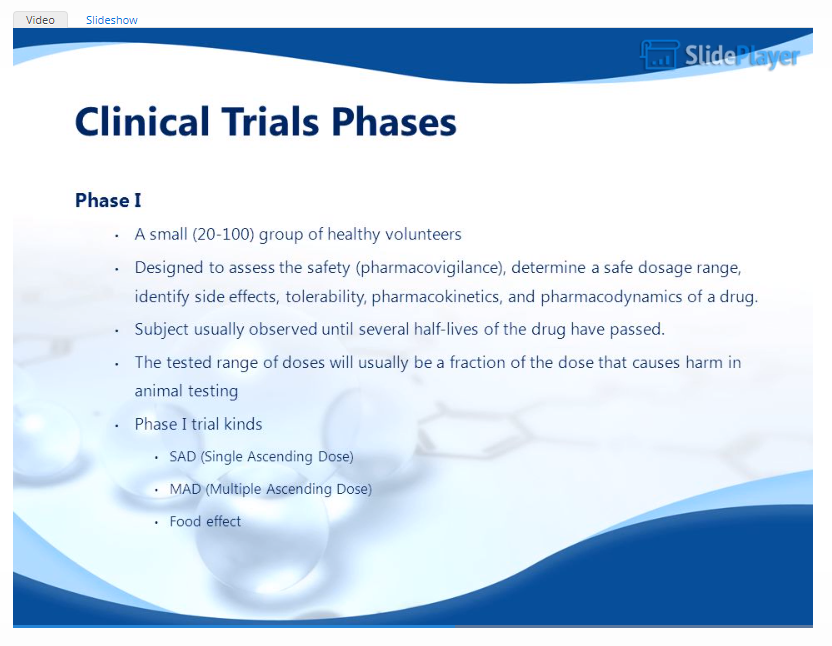 Video Slideshow
SlidePlayer
Clinical Trials Phases
Phase I
• A small (20-100) group of healthy volunteers
• Designed to assess the safety (pharmacovigilance), determine a safe dosage range,
identify side effects, tolerability, pharmacokinetics, and pharmacodynamics of a drug.
• Subject usually observed until several half-lives of the drug have passed.
• The tested range of doses will usually be a fraction of the dose that causes harm in
animal testing
• Phase I trial kinds
• SAD (Single Ascending Dose)
• MAD (Multiple Ascending Dose)
• Food effect